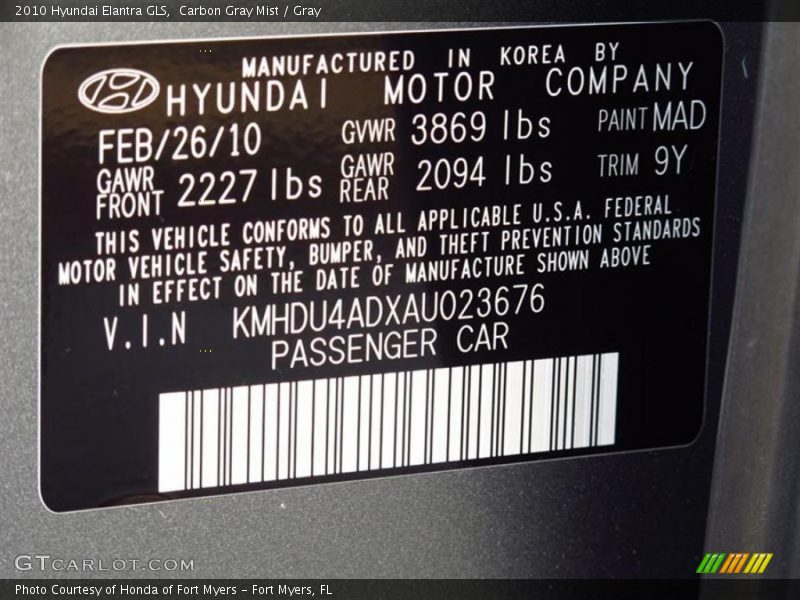 2010 Hyundai Elantra GLS, Carbon Gray Mist / Gray
MANUFACTURED IN KOREA BY
HYUNDAI MOTOR COMPANY
FEB/26/10 GVWR 3869 lbs PAINT MAD
GAWR FRONT 2227 lbs GAWR REAR 2094 lbs TRIM 9Y
THIS VEHICLE CONFORMS TO ALL APPLICABLE U.S.A. FEDERAL
MOTOR VEHICLE SAFETY, BUMPER, AND THEFT PREVENTION STANDARDS
IN EFFECT ON THE DATE OF MANUFACTURE SHOWN ABOVE
V.I.N KMHDU4ADXAU023676
PASSENGER CAR
GTCARLOT.COM
Photo Courtesy of Honda of Fort Myers - Fort Myers, FL